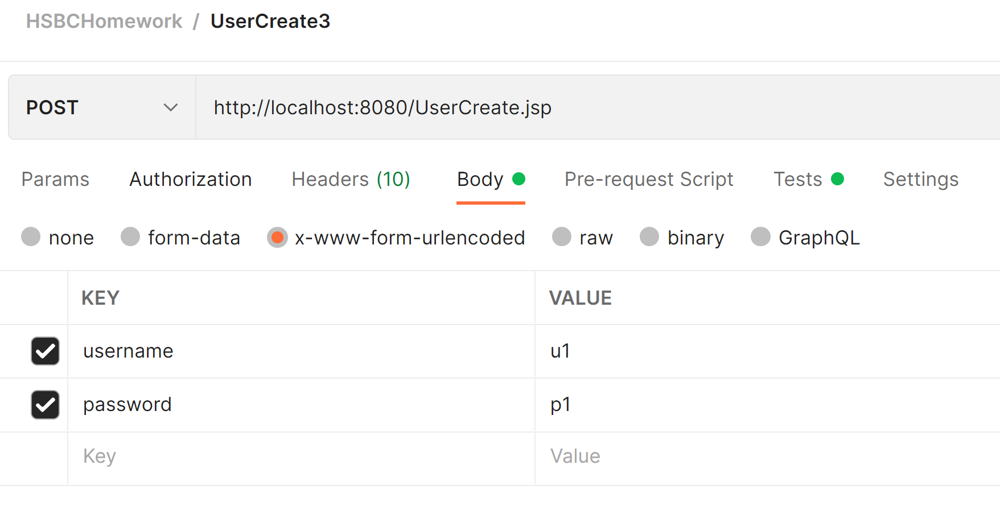 HSBCHomework / UserCreate3
POST http://localhost:8080/UserCreate.jsp
Params Authorization Headers (10) Body Pre-request Script Tests Settings
none form-data x-www-form-urlencoded raw binary GraphQL
KEY VALUE
username u1
password p1
Key Value